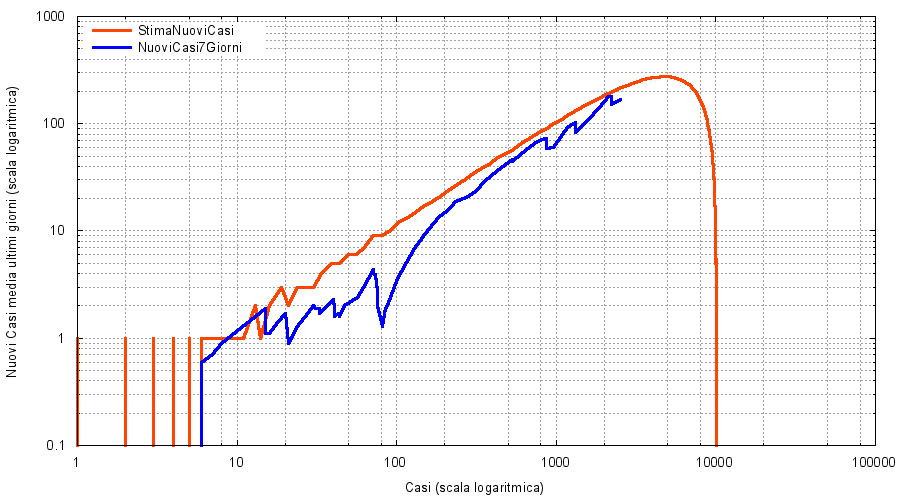 1000
StimaNuoviCasi
NuoviCasi7Giorni
100
10
1
0.1
Nuovi Casi media ultimi giorni (scala logaritmica)
1 10 100 1000 10000 100000
Casi (scala logaritmica)